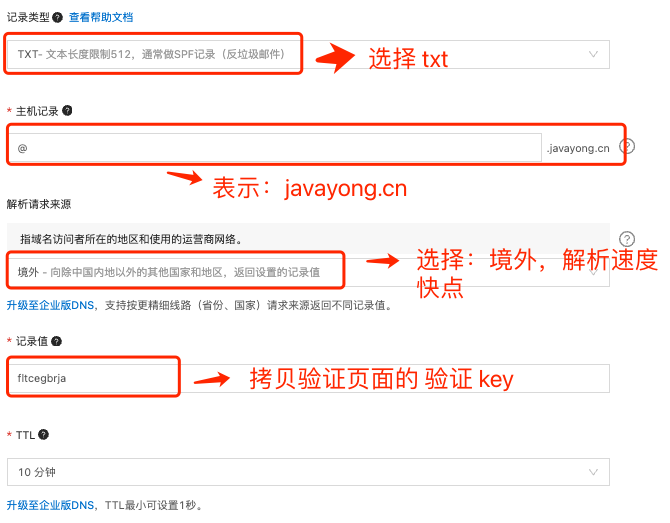 记录类型 ? 查看帮助文档
TXT- 文本长度限制512，通常做SPF记录（反垃圾邮件）
选择 txt
* 主机记录 ?
@
.javayong.cn ?
表示：javayong.cn
解析请求来源
指域名访问者所在的地区和使用的运营商网络。 ?
境外 - 向除中国内地以外的其他国家和地区，返回设置的记录值
选择：境外，解析速度
快点
升级至企业版DNS，支持按更精细线路（省份、国家）请求来源返回不同记录值。
* 记录值 ?
fltcegbrja
拷贝验证页面的 验证 key
* TTL ?
10 分钟
升级至企业版DNS，TTL最小可设置1秒。